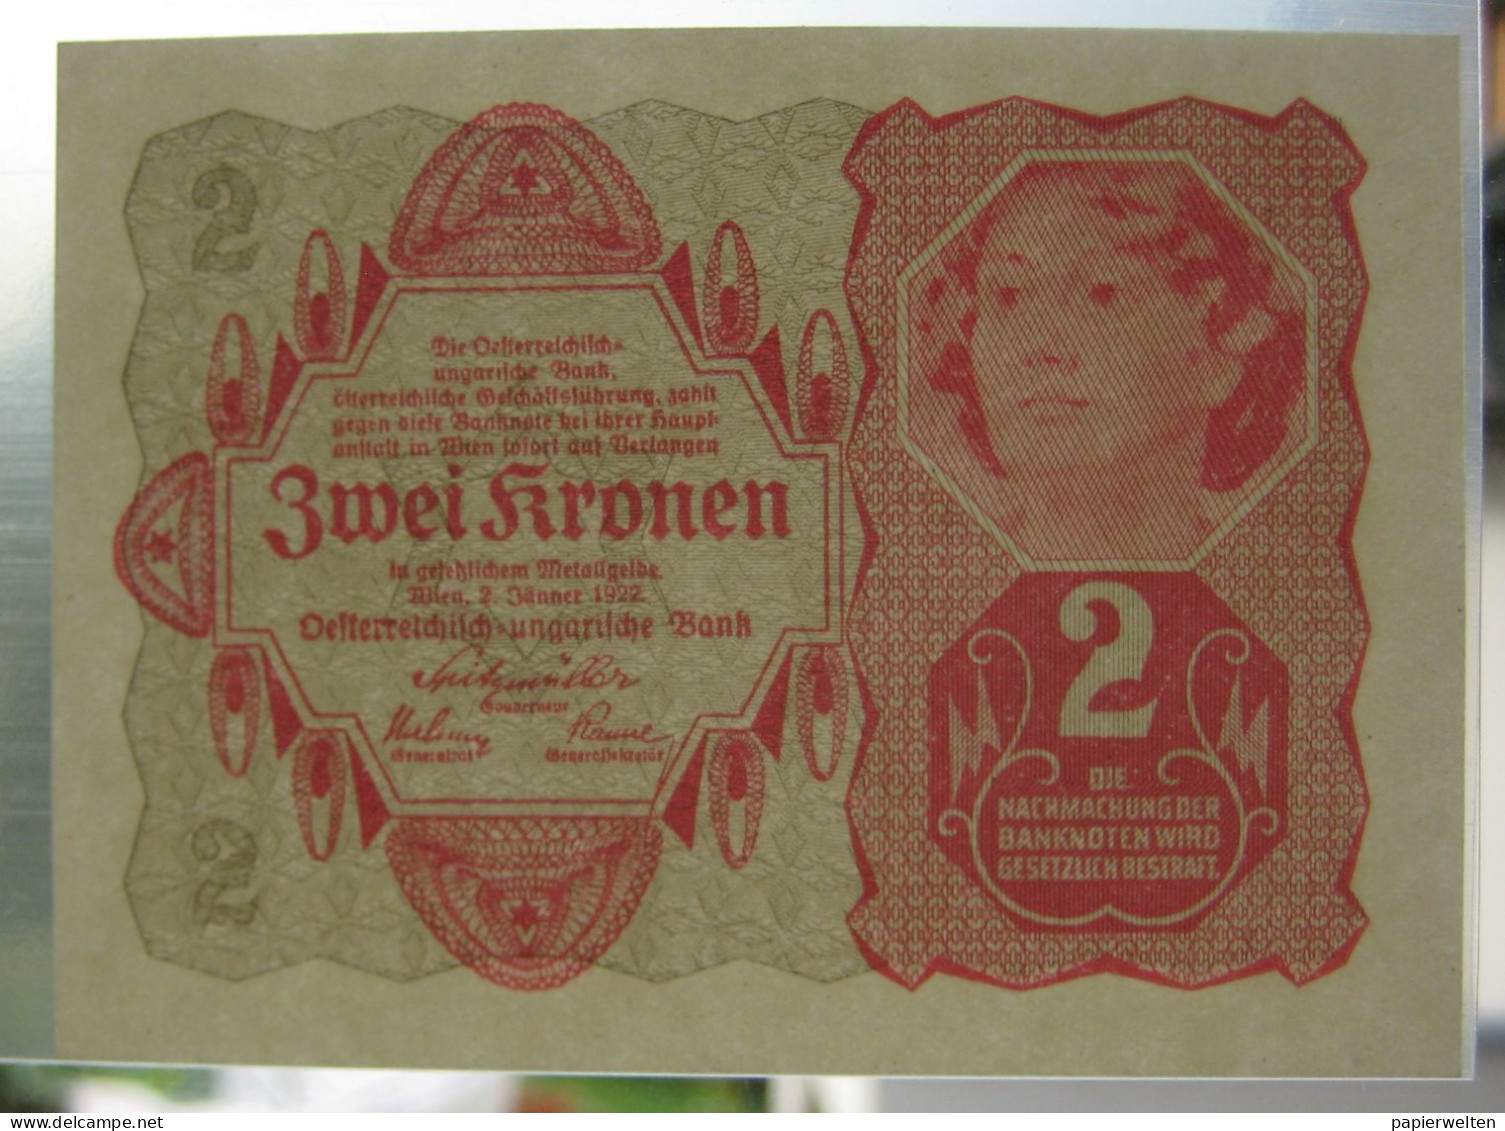 2
Die Oesterreichisch-
ungarische Bank,
österreichische Geschäftsführung, zahlt
gegen diese Banknote bei ihrer Haupt-
anstalt in Wien sofort auf Verlangen
Zwei Kronen
in gesetzlichem Metallgelde.
Wien, 2. Jänner 1922
Oesterreichisch-ungarische Bank
Spitzmüller
Gouverneur
Generalrat
Generalsekretär
2
2
DIE
NACHMACHUNG DER
BANKNOTEN WIRD
GESETZLICH BESTRAFT.
www.delcampe.net
papierwelten